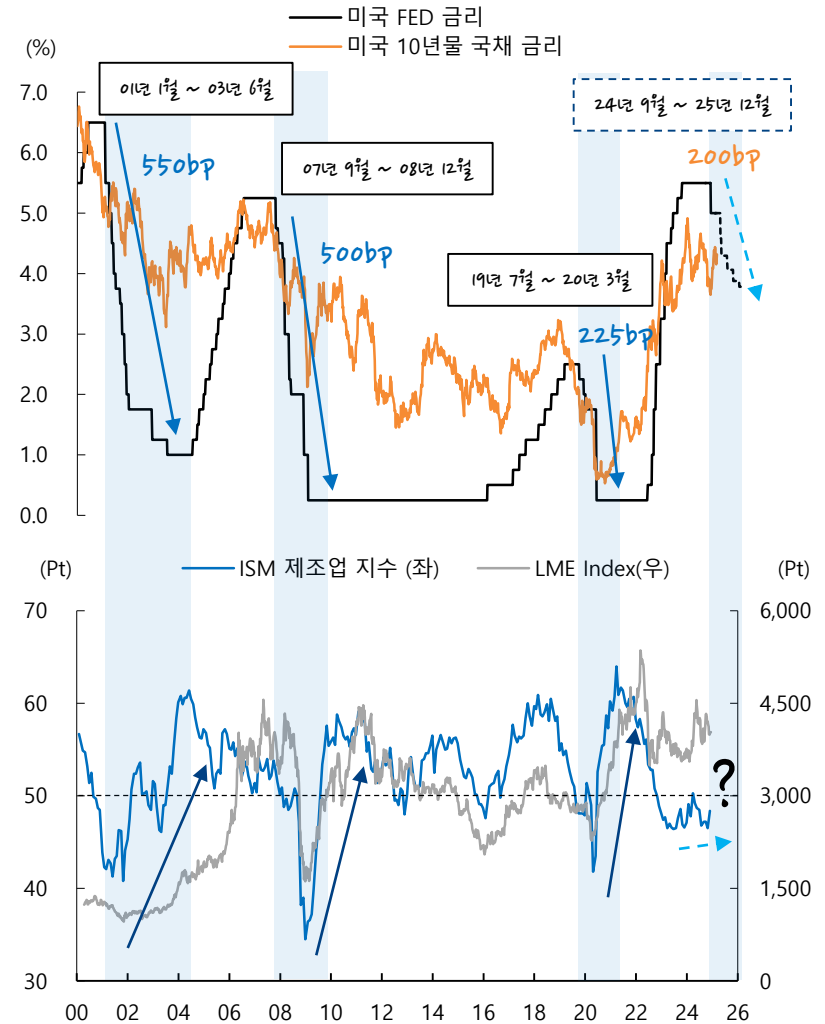 미국 FED 금리
미국 10년물 국채 금리
(%)
01년 1월 ~ 03년 6월
24년 9월 ~ 25년 12월
7.0
6.0
5.0
4.0
3.0
2.0
1.0
0.0
550bp
07년 9월 ~ 08년 12월
200bp
500bp
19년 7월 ~ 20년 3월
225bp
(Pt)
ISM 제조업 지수 (좌)
LME Index(우)
(Pt)
70
60
50
40
30
6,000
4,500
3,000
1,500
0
?
00 02 04 06 08 10 12 14 16 18 20 22 24 26